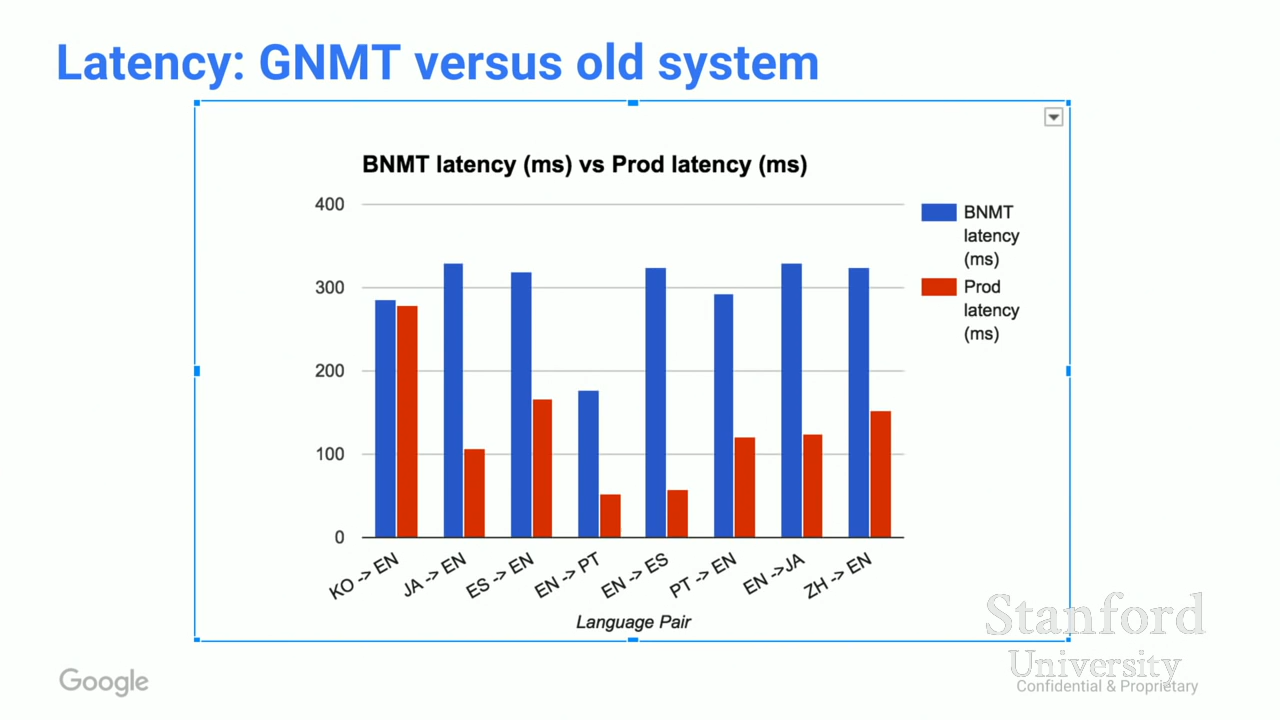 Latency: GNMT versus old system
BNMT latency (ms) vs Prod latency (ms)
400
300
200
100
0
BNMT
latency
(ms)
Prod
latency
(ms)
KO -> EN
JA -> EN
ES -> EN
EN -> PT
EN -> ES
PT -> EN
EN ->JA
ZH -> EN
Language Pair
Stanford
University
Google
Confidential & Proprietary